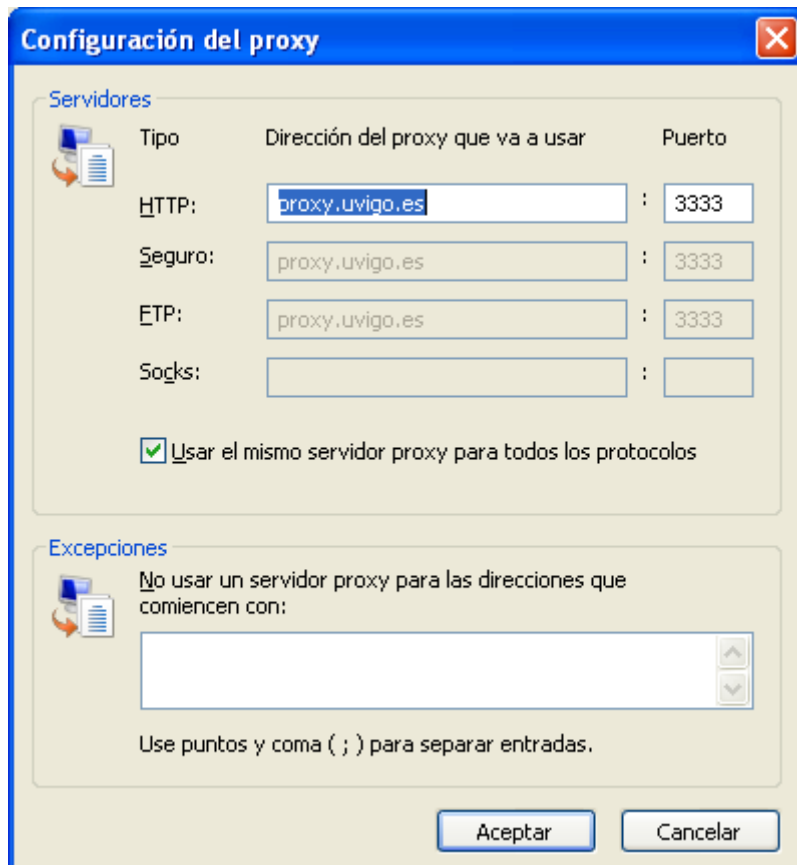 Configuración del proxy
Servidores
Tipo Dirección del proxy que va a usar Puerto
HTTP: proxy.uvigo.es : 3333
Seguro: proxy.uvigo.es : 3333
FTP: proxy.uvigo.es : 3333
Socks: :
Usar el mismo servidor proxy para todos los protocolos
Excepciones
No usar un servidor proxy para las direcciones que
comiencen con:
Use puntos y coma ( ; ) para separar entradas.
Aceptar Cancelar